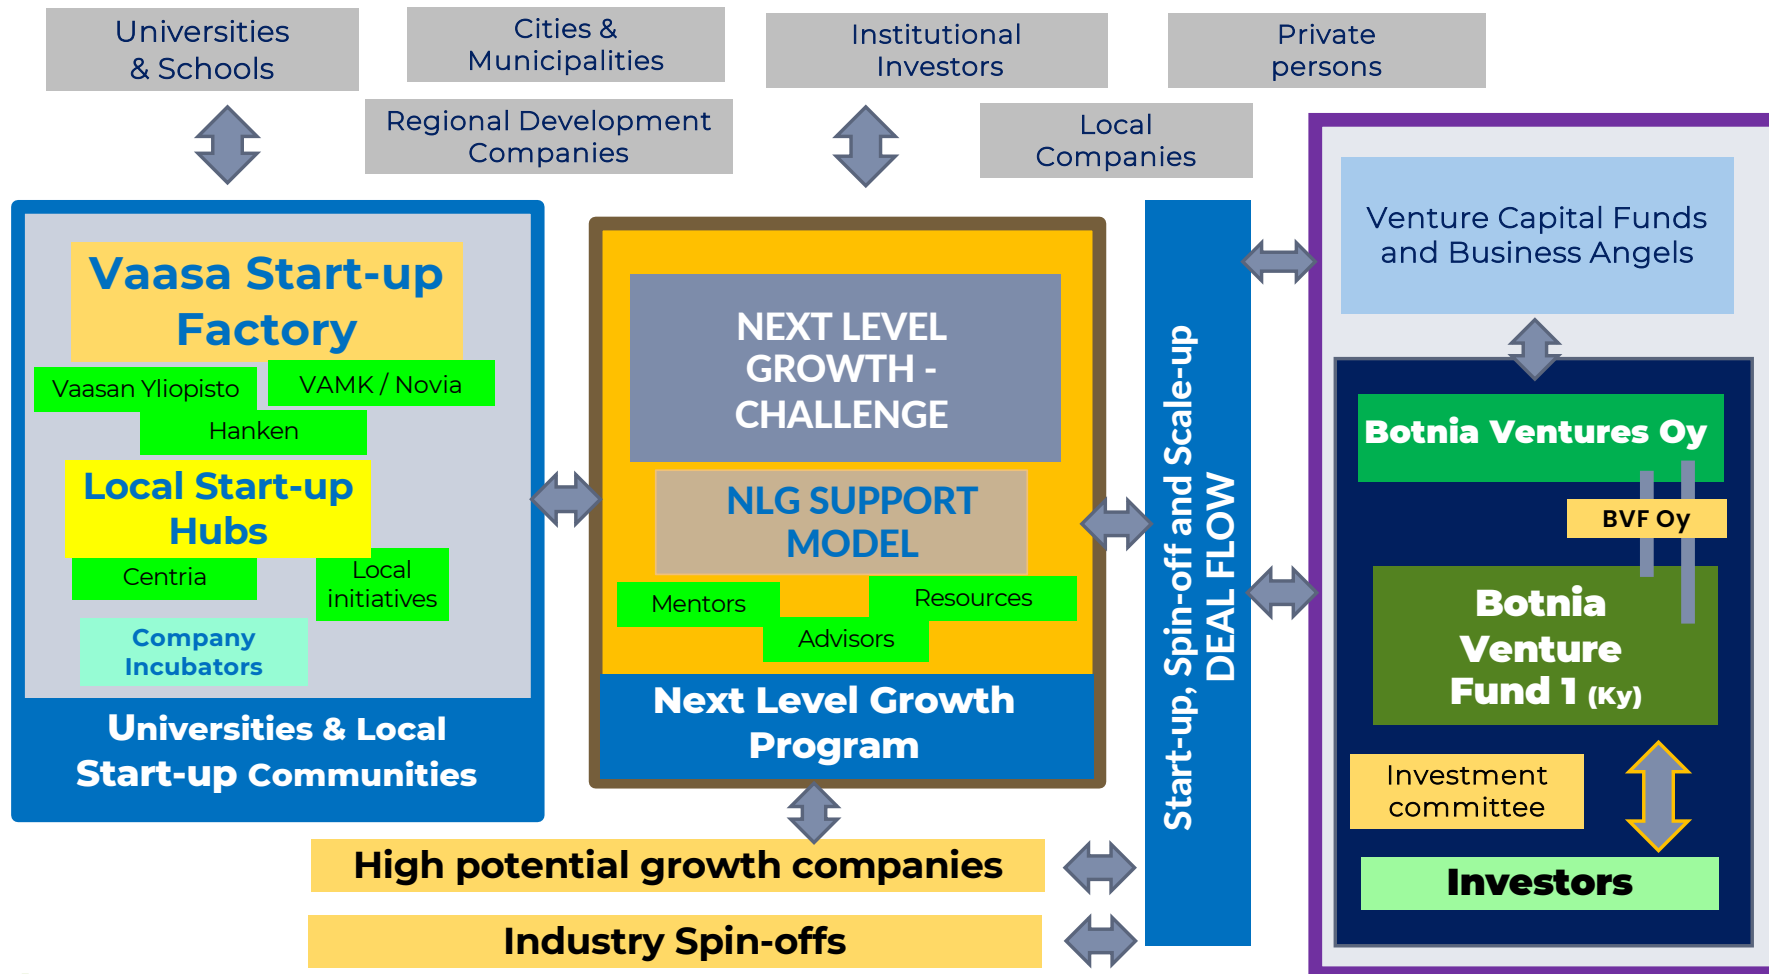 Universities
& Schools
Cities &
Municipalities
Institutional
Investors
Private
persons
Regional Development
Companies
Local
Companies
Vaasa Start-up
Factory
Vaasan Yliopisto
VAMK / Novia
Hanken
Local Start-up
Hubs
Centria
Local
initiatives
Company
Incubators
Universities & Local
Start-up Communities
NEXT LEVEL
GROWTH -
CHALLENGE
NLG SUPPORT
MODEL
Mentors
Resources
Advisors
Next Level Growth
Program
High potential growth companies
Industry Spin-offs
Start-up, Spin-off and Scale-up
DEAL FLOW
Venture Capital Funds
and Business Angels
Botnia Ventures Oy
BVF Oy
Botnia
Venture
Fund 1 (Ky)
Investment
committee
Investors